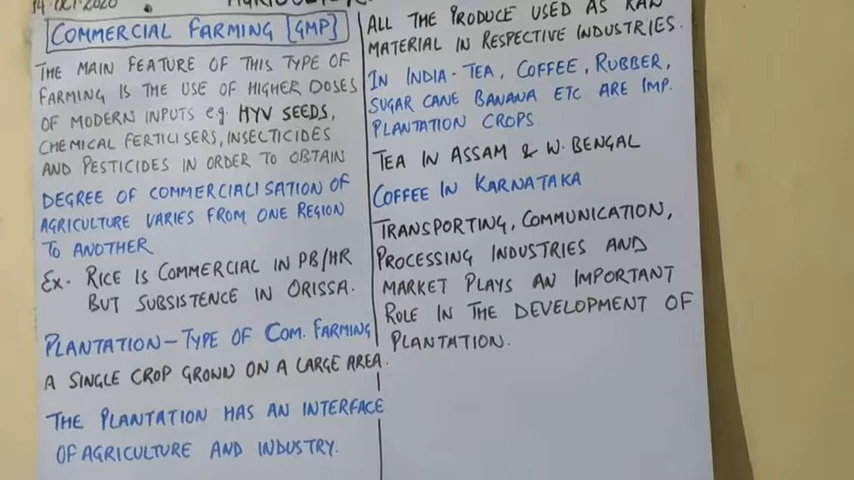 14-OCT-2020
COMMERCIAL FARMING [GMP]
THE MAIN FEATURE OF THIS TYPE OF
FARMING IS THE USE OF HIGHER DOSES
OF MODERN INPUTS e.g. HYV SEEDS,
CHEMICAL FERTILISERS, INSECTICIDES
AND PESTICIDES IN ORDER TO OBTAIN
DEGREE OF COMMERCIALISATION OF
AGRICULTURE VARIES FROM ONE REGION
TO ANOTHER
Ex- RICE IS COMMERCIAL IN PB/HR
BUT SUBSISTENCE IN ORISSA.
PLANTATION - TYPE OF COM. FARMING
A SINGLE CROP GROWN ON A LARGE AREA.
THE PLANTATION HAS AN INTERFACE
OF AGRICULTURE AND INDUSTRY.
ALL THE PRODUCE USED AS RAW
MATERIAL IN RESPECTIVE INDUSTRIES.
IN INDIA - TEA, COFFEE, RUBBER,
SUGAR CANE BANANA ETC ARE IMP.
PLANTATION CROPS
TEA IN ASSAM & W. BENGAL
COFFEE IN KARNATAKA
TRANSPORTING, COMMUNICATION,
PROCESSING INDUSTRIES AND
MARKET PLAYS AN IMPORTANT
ROLE IN THE DEVELOPMENT OF
PLANTATION.